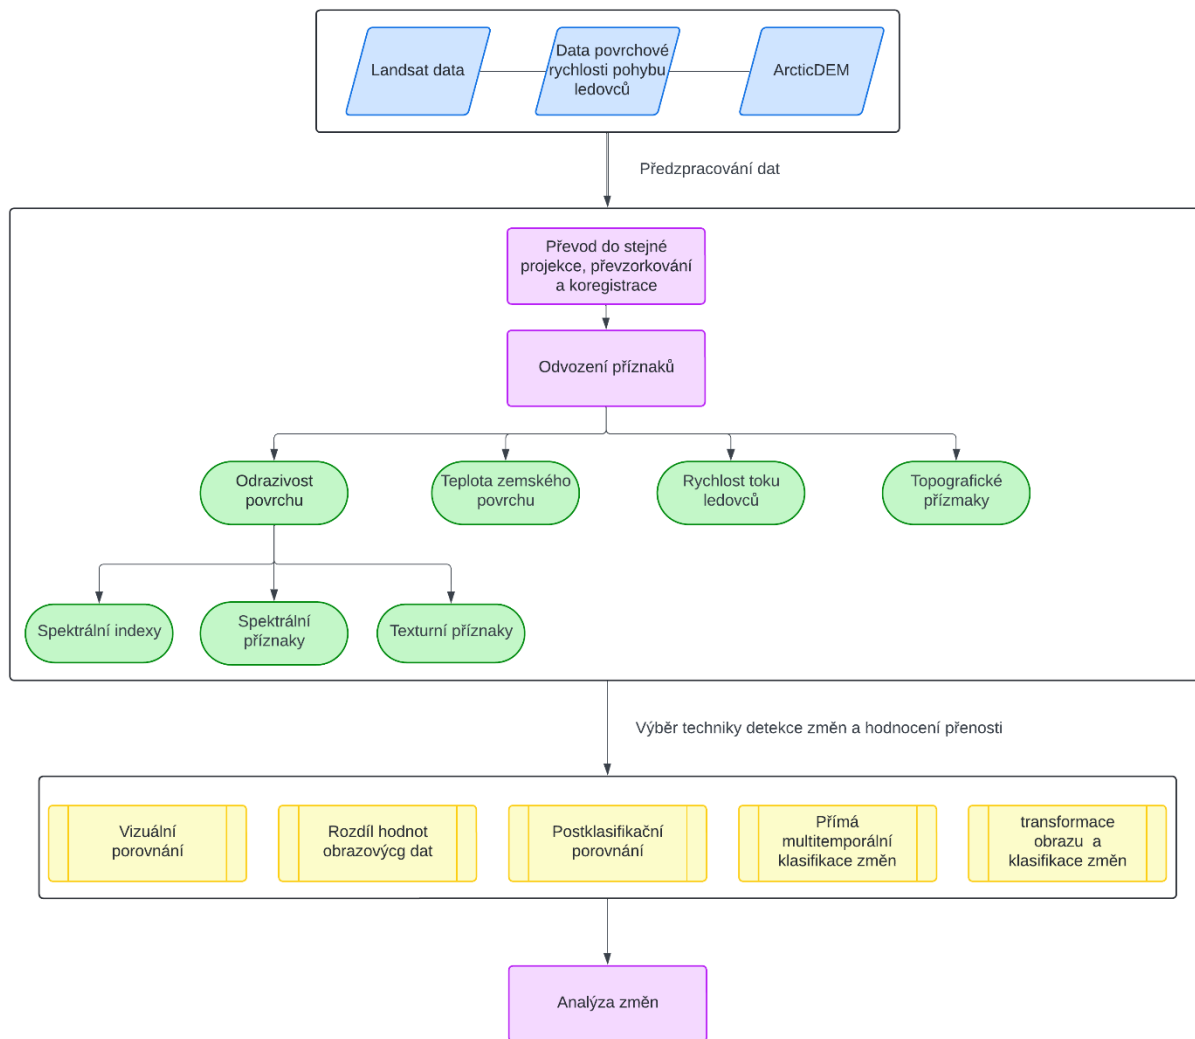 Landsat data
Data povrchové
rychlosti pohybu
ledovců
ArcticDEM
Předzpracování dat
Převod do stejné
projekce, převzorkování
a koregistrace
Odvození příznaků
Odrazivost
povrchu
Teplota zemského
povrchu
Rychlost toku
ledovců
Topografické
přízmaky
Spektrální indexy
Spektrální
příznaky
Texturní příznaky
Výběr techniky detekce změn a hodnocení přenosti
Vizuální
porovnání
Rozdíl hodnot
obrazovýcg dat
Postklasifikační
porovnání
Přímá
multitemporální
klasifikace změn
transformace
obrazu a
klasifikace změn
Analýza změn